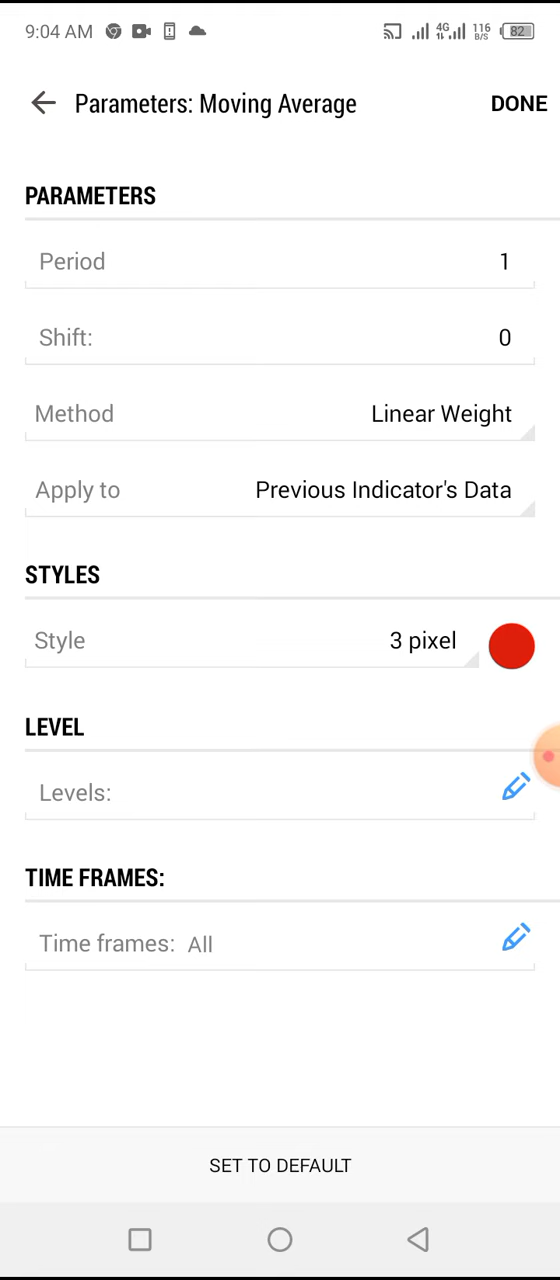 9:04 AM 4G 116 B/S 82
Parameters: Moving Average DONE
PARAMETERS
Period 1
Shift: 0
Method Linear Weight
Apply to Previous Indicator's Data
STYLES
Style 3 pixel
LEVEL
Levels:
TIME FRAMES:
Time frames: All
SET TO DEFAULT